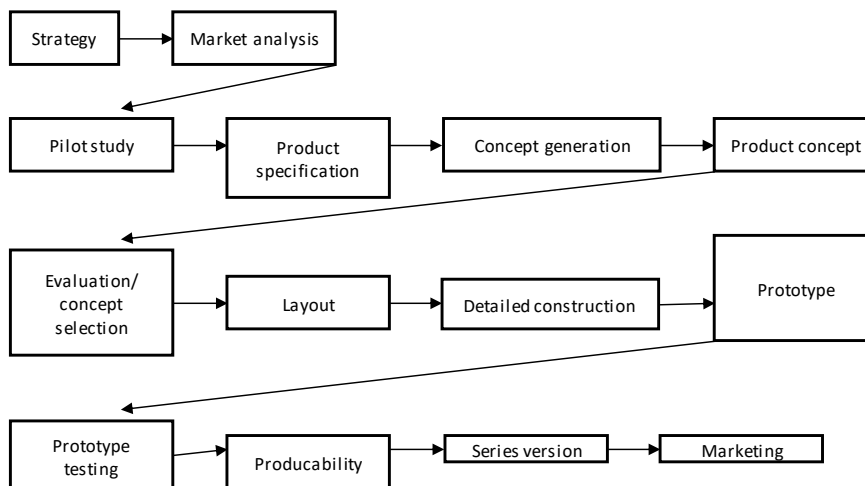 Strategy
Market analysis
Pilot study
Product
specification
Concept generation
Product concept
Evaluation/
concept
selection
Layout
Detailed construction
Prototype
Prototype
testing
Producability
Series version
Marketing